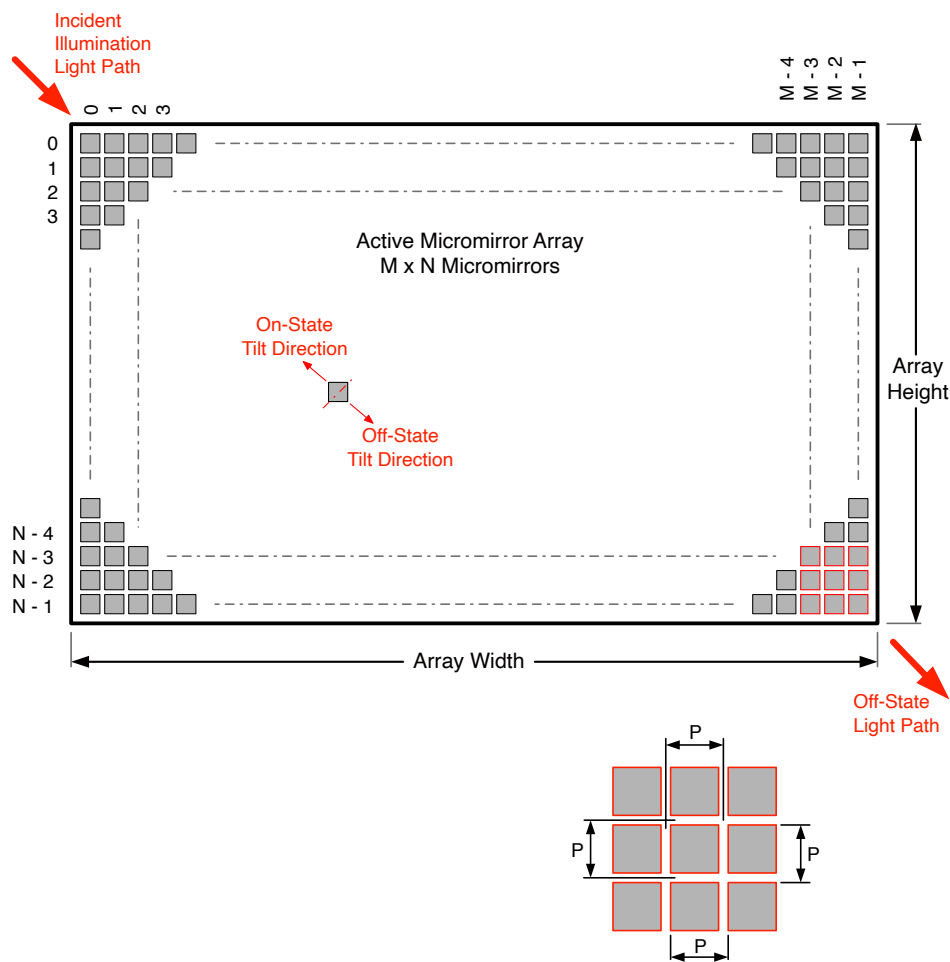 Incident
Illumination
Light Path
0
1
2
3
M - 4
M - 3
M - 2
M - 1
0
1
2
3
Active Micromirror Array
M x N Micromirrors
On-State
Tilt Direction
Off-State
Tilt Direction
Array
Height
N - 4
N - 3
N - 2
N - 1
Array Width
Off-State
Light Path
P
P
P
P